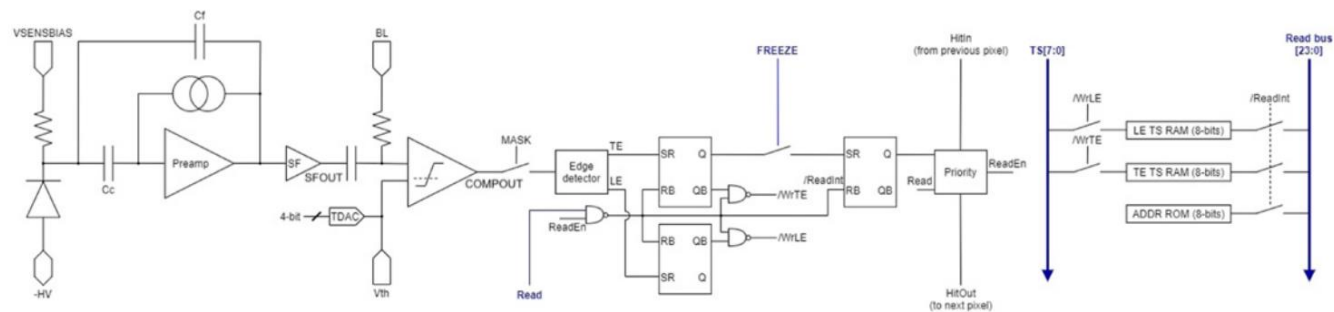 VSENSBIAS
Cf
Cc
Preamp
-HV
SF
SFOUT
BL
4-bit
TDAC
Vth
COMPOUT
MASK
Edge
detector
TE
LE
ReadEn
Read
SR
Q
RB
QB
/WrTE
/WrLE
RB
QB
SR
Q
FREEZE
/ReadInt
SR
Q
RB
QB
HitIn
(from previous pixel)
Read
Priority
ReadEn
HitOut
(to next pixel)
TS[7:0]
/WrLE
/WrTE
LE TS RAM (8-bits)
TE TS RAM (8-bits)
ADDR ROM (8-bits)
/ReadInt
Read bus
[23:0]